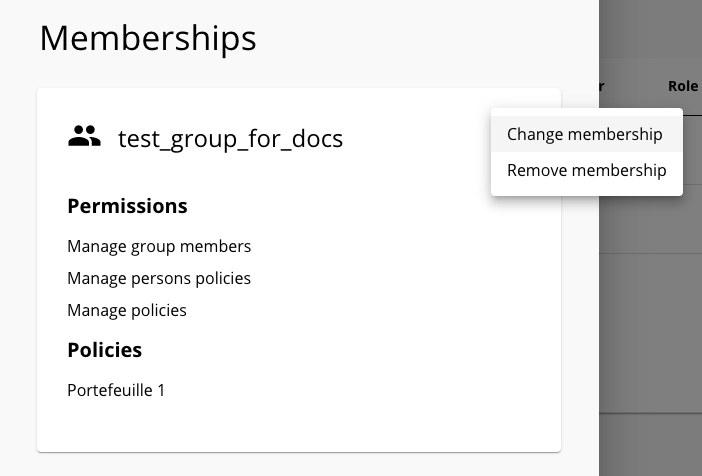 Memberships
r Role
test_group_for_docs
Change membership
Remove membership
Permissions
Manage group members
Manage persons policies
Manage policies
Policies
Portefeuille 1